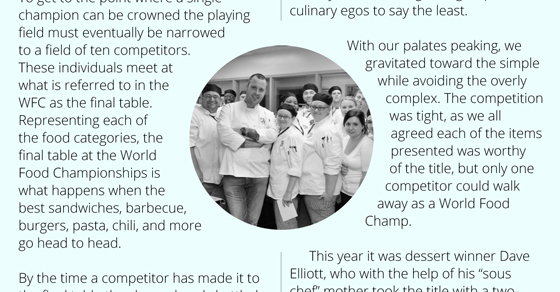 To get to the point where a single
champion can be crowned the playing
field must eventually be narrowed
to a field of ten competitors.
These individuals meet at
what is referred to in the
WFC as the final table.
Representing each of
the food categories, the
final table at the World
Food Championships is
what happens when the
best sandwiches, barbecue,
burgers, pasta, chili, and more
go head to head.
By the time a competitor has made it to
culinary egos to say the least.
With our palates peaking, we
gravitated toward the simple
while avoiding the overly
complex. The competition
was tight, as we all
agreed each of the items
presented was worthy
of the title, but only one
competitor could walk
away as a World Food
Champ.
This year it was dessert winner Dave
Elliott, who with the help of his “sous
chef” mother took the title with a two-